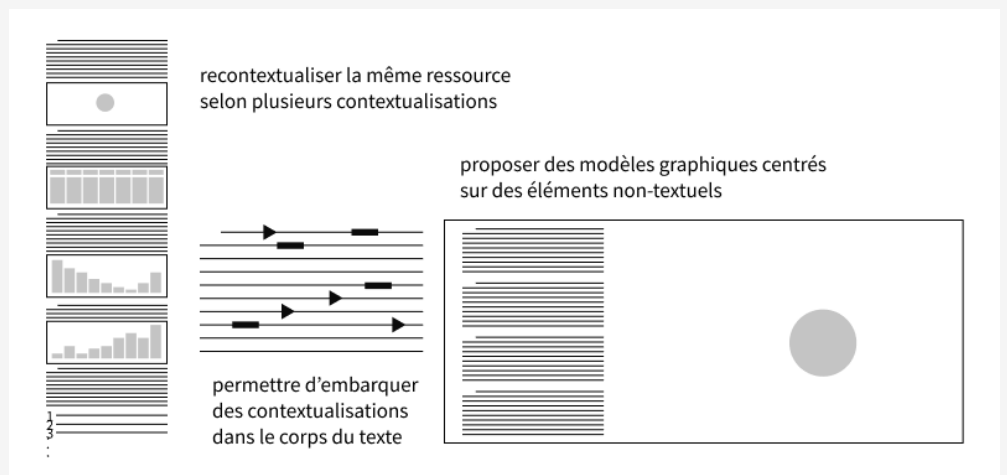 recontextualiser la même ressource
selon plusieurs contextualisations
proposer des modèles graphiques centrés
sur des éléments non-textuels
permettre d'embarquer
des contextualisations
dans le corps du texte
1
2
3